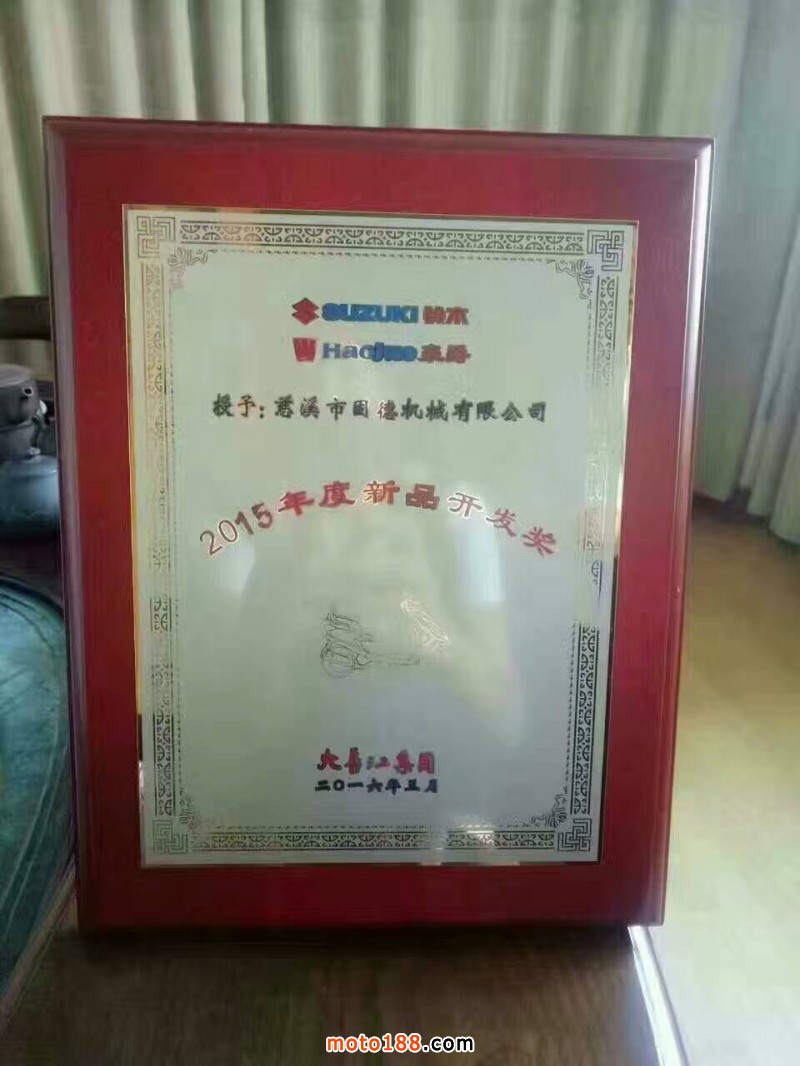 SUZUKI 鈴木
Haojue 豪爵
授予：慈溪市固德机械有限公司
2015年度新品开发奖
大長江集团
二〇一六年三月
moto188.com